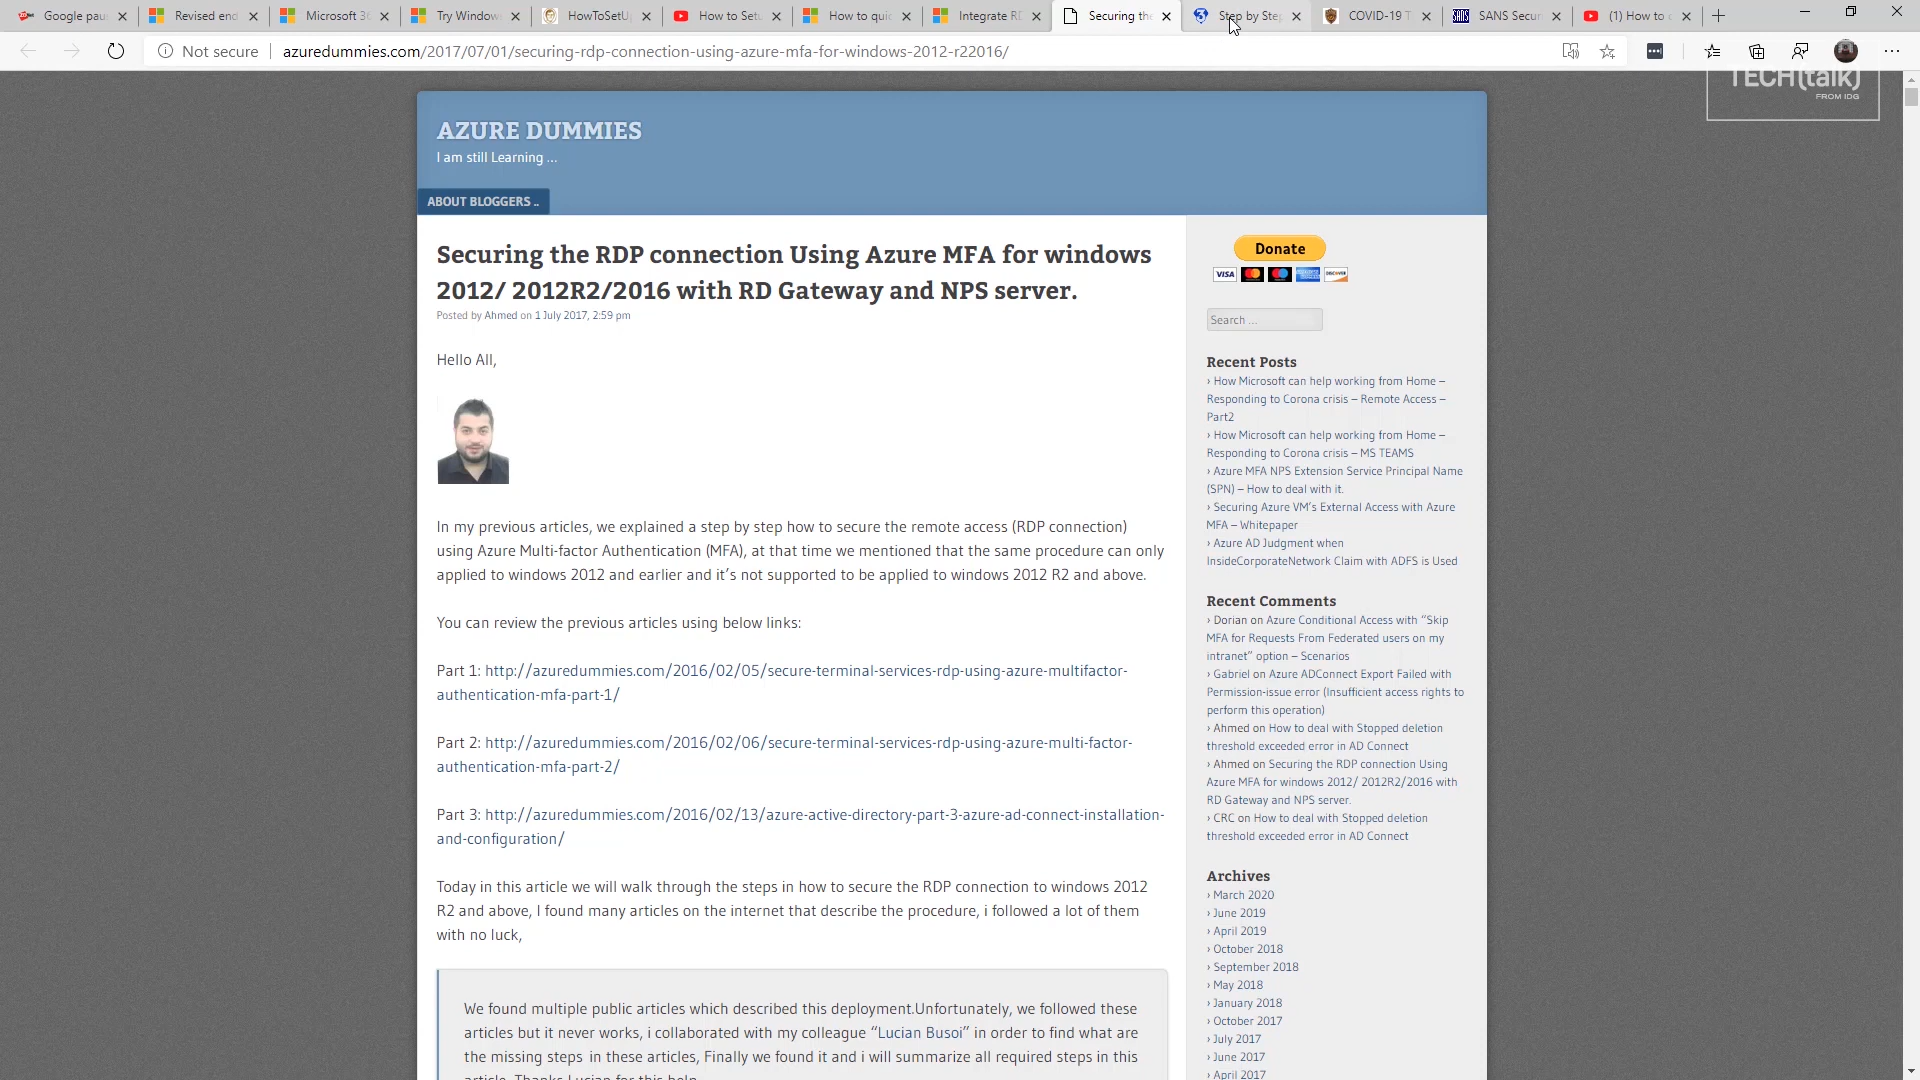 Google pau
Revised end
Microsoft 36
Try Window
HowToSetU
How to Setu
How to quic
Integrate RD
Securing the
Step by Step
COVID-19 T
SANS Secur
(1) How to c
Not secure
azuredummies.com/2017/07/01/securing-rdp-connection-using-azure-mfa-for-windows-2012-r22016/
TECH(talk)
FROM IDG
AZURE DUMMIES
I am still Learning ...
ABOUT BLOGGERS ..
Securing the RDP connection Using Azure MFA for windows
2012/ 2012R2/2016 with RD Gateway and NPS server.
Posted by Ahmed on 1 July 2017, 2:59 pm
Hello All,
In my previous articles, we explained a step by step how to secure the remote access (RDP connection)
using Azure Multi-factor Authentication (MFA), at that time we mentioned that the same procedure can only
applied to windows 2012 and earlier and it's not supported to be applied to windows 2012 R2 and above.
You can review the previous articles using below links:
Part 1: http://azuredummies.com/2016/02/05/secure-terminal-services-rdp-using-azure-multifactor-
authentication-mfa-part-1/
Part 2: http://azuredummies.com/2016/02/06/secure-terminal-services-rdp-using-azure-multi-factor-
authentication-mfa-part-2/
Part 3: http://azuredummies.com/2016/02/13/azure-active-directory-part-3-azure-ad-connect-installation-
and-configuration/
Today in this article we will walk through the steps in how to secure the RDP connection to windows 2012
R2 and above, I found many articles on the internet that describe the procedure, i followed a lot of them
with no luck,
We found multiple public articles which described this deployment.Unfortunately, we followed these
articles but it never works, i collaborated with my colleague "Lucian Busoi" in order to find what are
the missing steps in these articles, Finally we found it and i will summarize all required steps in this
article. Thanks Lucian for this help.
Donate
VISA
DISCOVER
Search ...
Recent Posts
› How Microsoft can help working from Home –
Responding to Corona crisis – Remote Access –
Part2
› How Microsoft can help working from Home –
Responding to Corona crisis – MS TEAMS
› Azure MFA NPS Extension Service Principal Name
(SPN) – How to deal with it.
› Securing Azure VM's External Access with Azure
MFA – Whitepaper
› Azure AD Judgment when
InsideCorporateNetwork Claim with ADFS is Used
Recent Comments
› Dorian on Azure Conditional Access with "Skip
MFA for Requests From Federated users on my
intranet" option – Scenarios
› Gabriel on Azure ADConnect Export Failed with
Permission-issue error (Insufficient access rights to
perform this operation)
› Ahmed on How to deal with Stopped deletion
threshold exceeded error in AD Connect
› Ahmed on Securing the RDP connection Using
Azure MFA for windows 2012/ 2012R2/2016 with
RD Gateway and NPS server.
› CRC on How to deal with Stopped deletion
threshold exceeded error in AD Connect
Archives
› March 2020
› June 2019
› April 2019
› October 2018
› September 2018
› May 2018
› January 2018
› October 2017
› July 2017
› June 2017
› April 2017